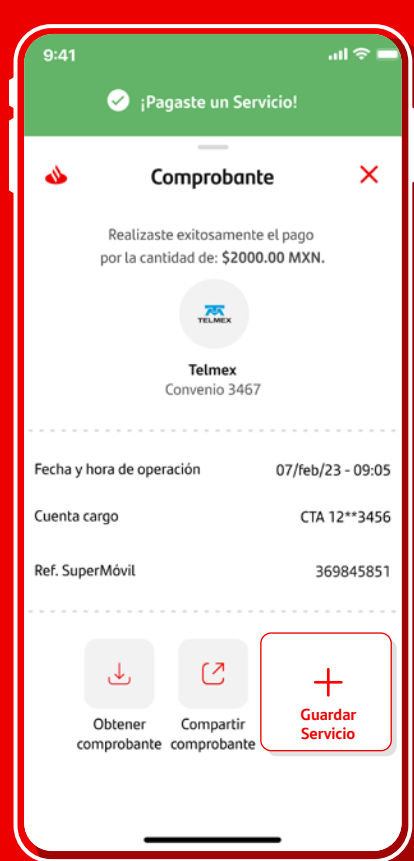 9:41
¡Pagaste un Servicio!
Comprobante
Realizaste exitosamente el pago
por la cantidad de: $2000.00 MXN.
TELMEX
Telmex
Convenio 3467
Fecha y hora de operación 07/feb/23 - 09:05
Cuenta cargo CTA 12**3456
Ref. SuperMóvil 369845851
Obtener
comprobante
Compartir
comprobante
Guardar
Servicio